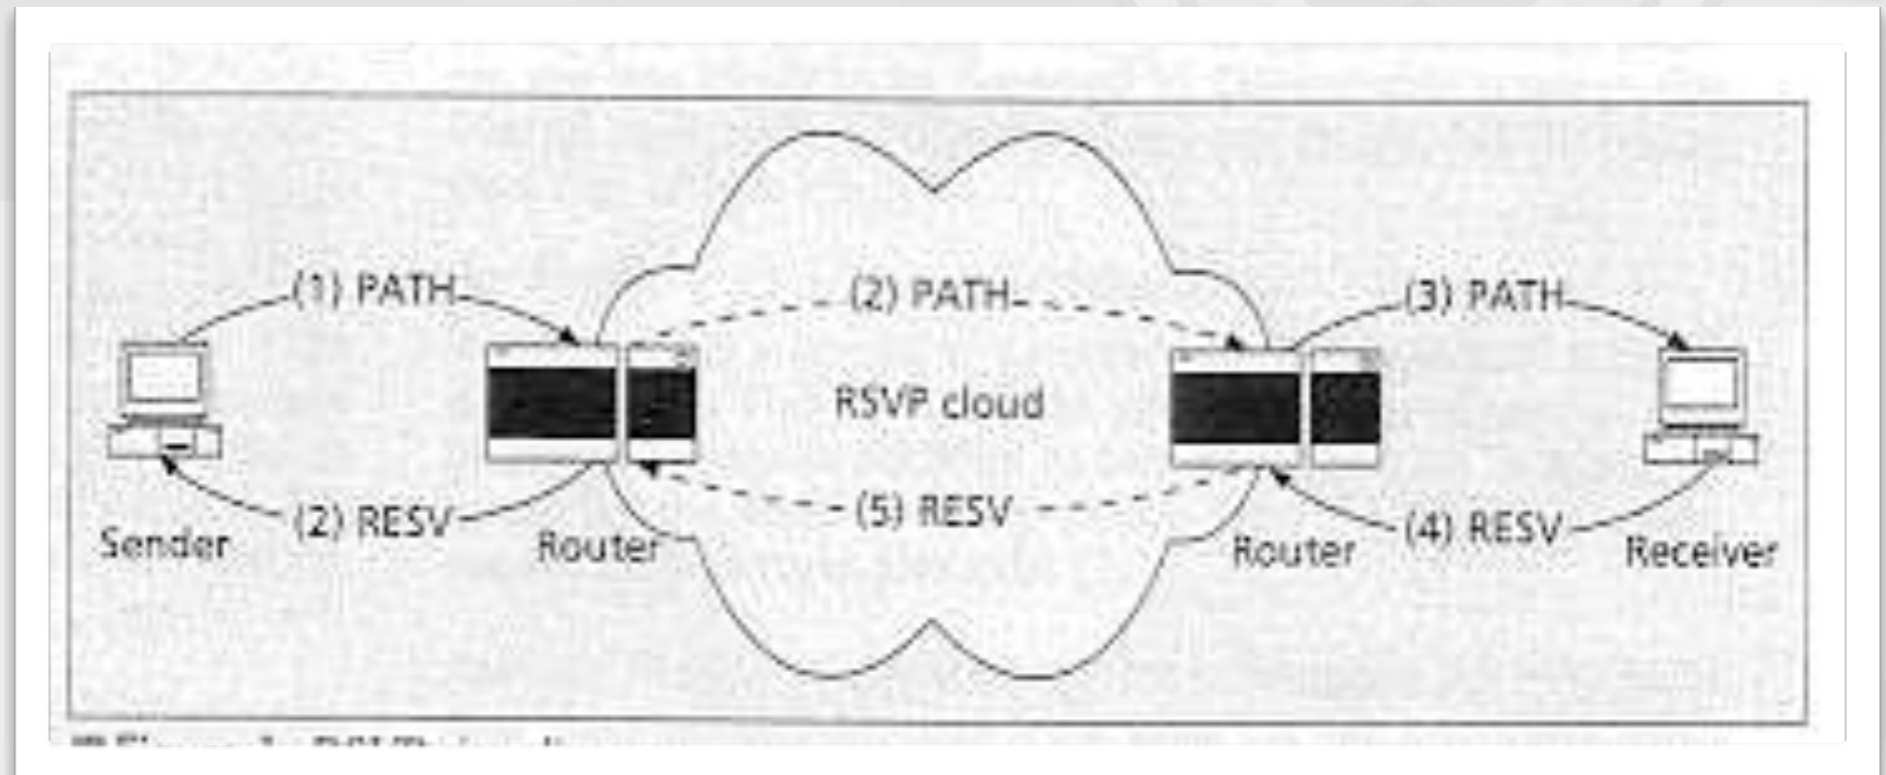 (1) PATH
(2) PATH
(3) PATH
RSVP cloud
(2) RESV
(5) RESV
(4) RESV
Sender
Router
Router
Receiver